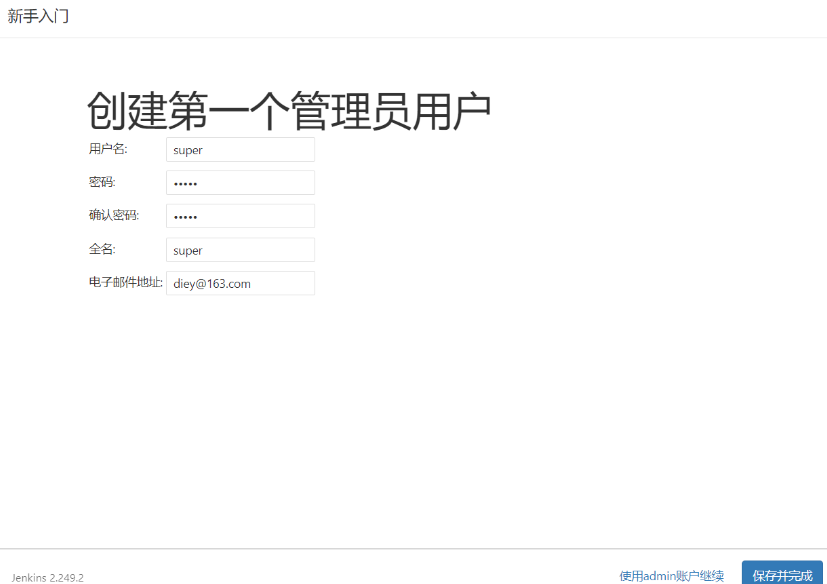 新手入门
创建第一个管理员用户
用户名: super
密码: •••••
确认密码: •••••
全名: super
电子邮件地址: diey@163.com
Jenkins 2.249.2 使用admin账户继续 保存并完成